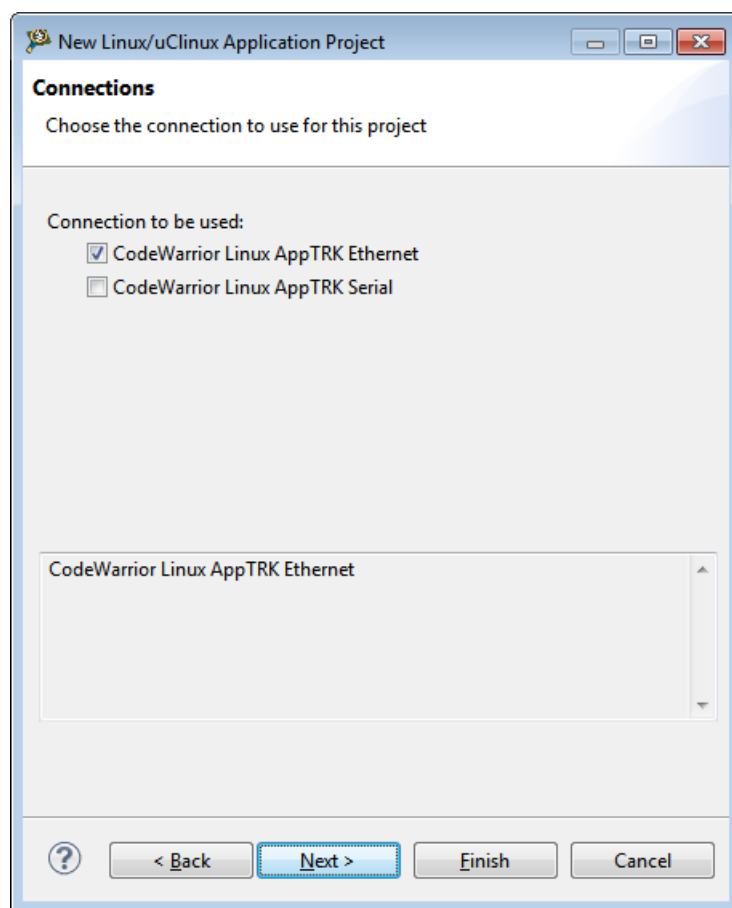 New Linux/uClinux Application Project
Connections
Choose the connection to use for this project
Connection to be used:
CodeWarrior Linux AppTRK Ethernet
CodeWarrior Linux AppTRK Serial
CodeWarrior Linux AppTRK Ethernet
? < Back Next > Finish Cancel